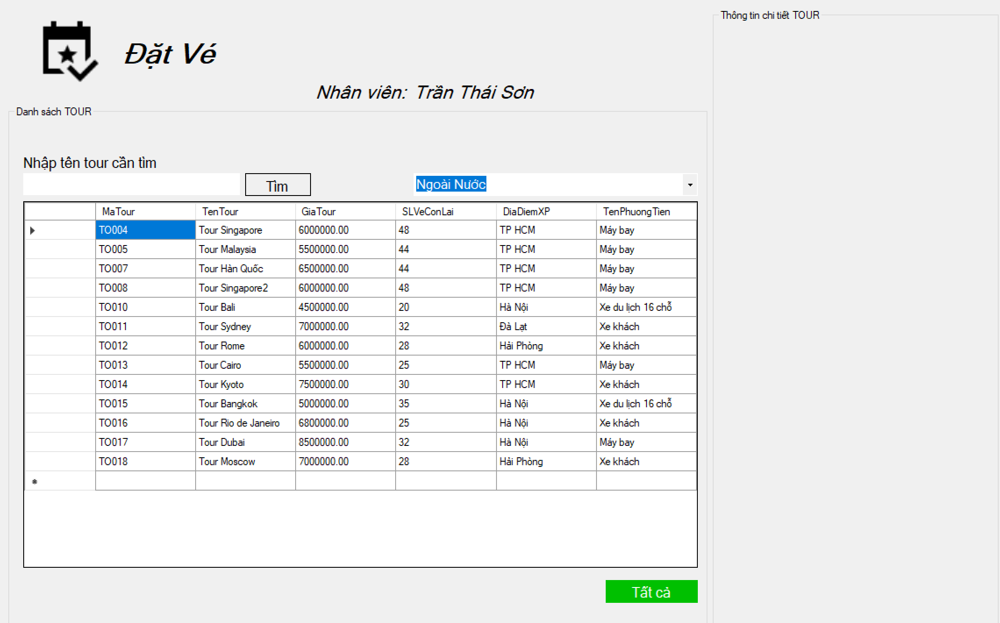 Thông tin chi tiết TOUR
Đặt Vé
Nhân viên: Trần Thái Sơn
Danh sách TOUR
Nhập tên tour cần tìm
Tìm
Ngoài Nước
MaTour TenTour GiaTour SLVeConLai DiaDiemXP TenPhuongTien
TO004 Tour Singapore 6000000.00 48 TP HCM Máy bay
TO005 Tour Malaysia 5500000.00 44 TP HCM Máy bay
TO007 Tour Hàn Quốc 6500000.00 44 TP HCM Máy bay
TO008 Tour Singapore2 6000000.00 48 TP HCM Máy bay
TO010 Tour Bali 4500000.00 20 Hà Nội Xe du lịch 16 chỗ
TO011 Tour Sydney 7000000.00 32 Đà Lạt Xe khách
TO012 Tour Rome 6000000.00 28 Hải Phòng Xe khách
TO013 Tour Cairo 5500000.00 25 TP HCM Máy bay
TO014 Tour Kyoto 7500000.00 30 TP HCM Xe khách
TO015 Tour Bangkok 5000000.00 35 Hà Nội Xe du lịch 16 chỗ
TO016 Tour Rio de Janeiro 6800000.00 25 Hà Nội Xe khách
TO017 Tour Dubai 8500000.00 32 Hà Nội Máy bay
TO018 Tour Moscow 7000000.00 28 Hải Phòng Xe khách
Tất cả